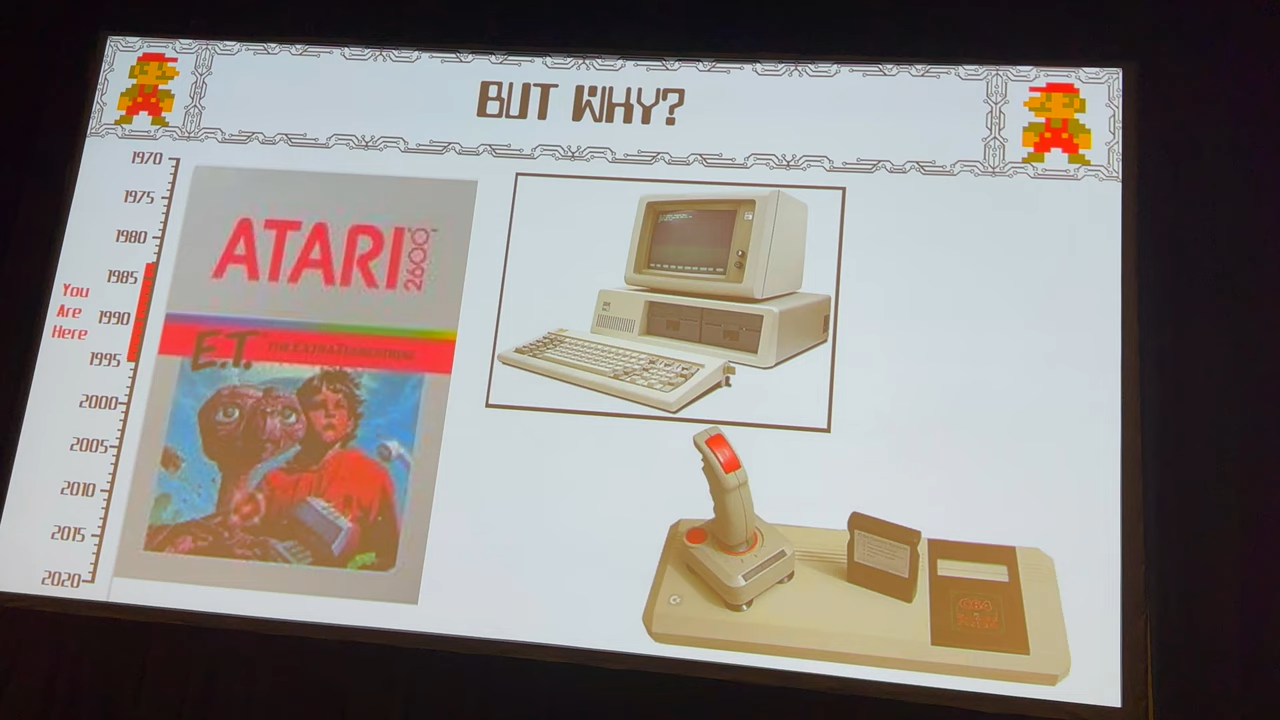 BUT WHY?
1970
1975
1980
1985
You
Are
Here
1990
1995
2000
2005
2010
2015
2020
ATARI
2600
E.T.
THE EXTRA-TERRESTRIAL
C64